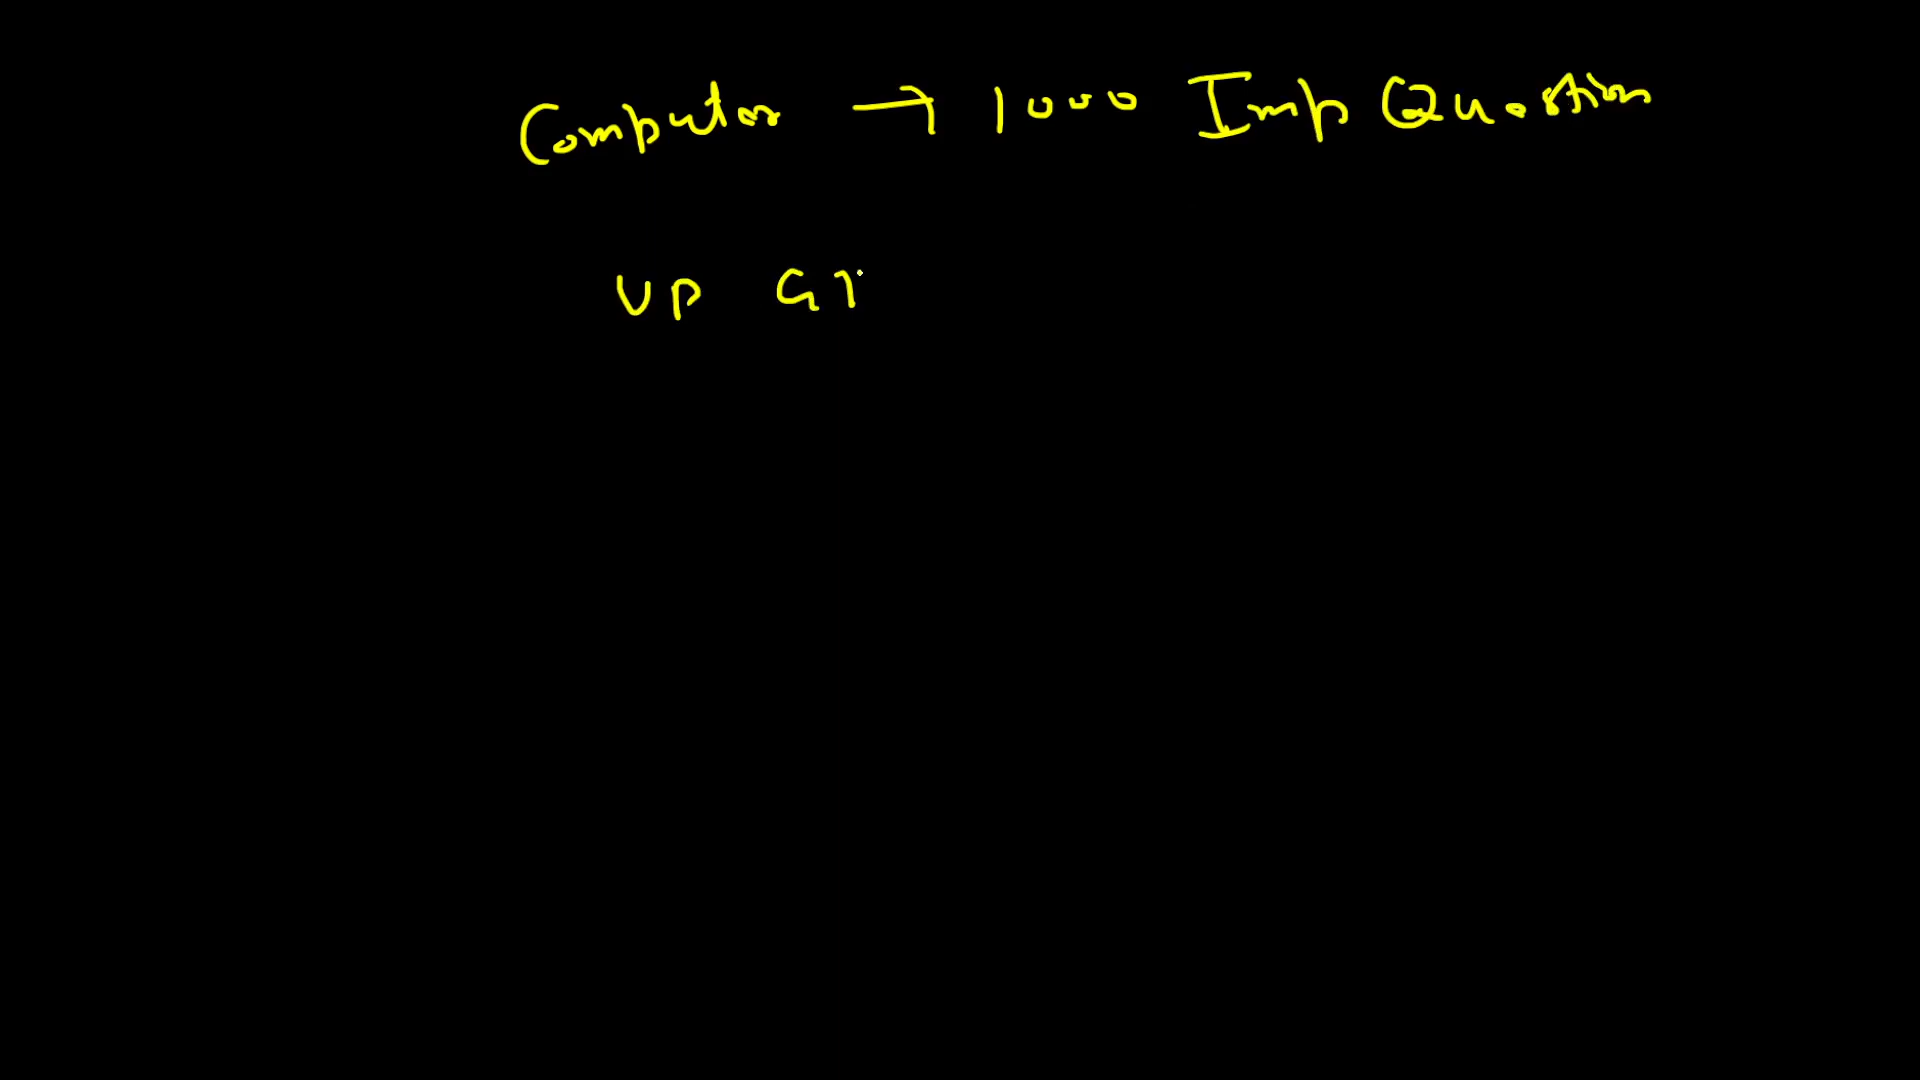 Computer → 1000 Imp Question
UP G